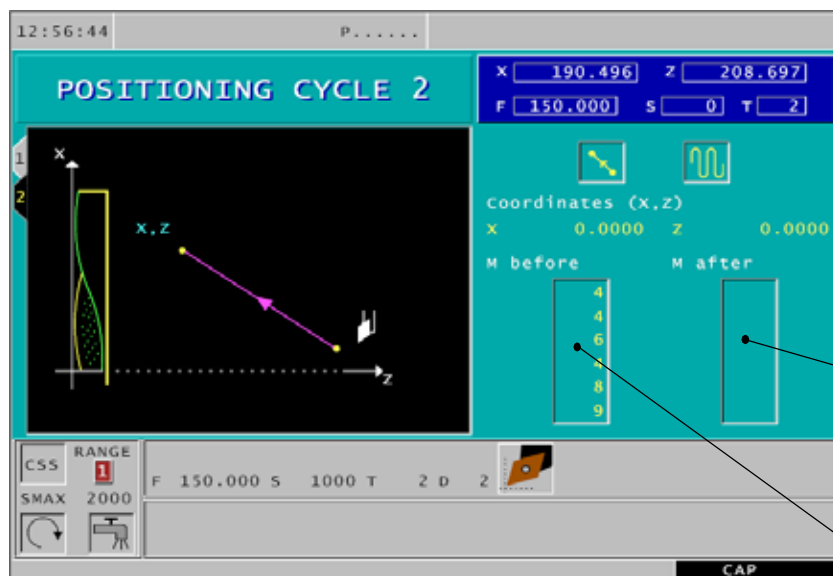 12:56:44 P......
POSITIONING CYCLE 2
X 190.496 Z 208.697
F 150.000 S 0 T 2
1
2
X
x,z
z
Coordinates (X,Z)
X 0.0000 Z 0.0000
M before M after
4
4
6
4
8
9
CSS RANGE
1
SMAX 2000
F 150.000 S 1000 T 2 D 2
CAP